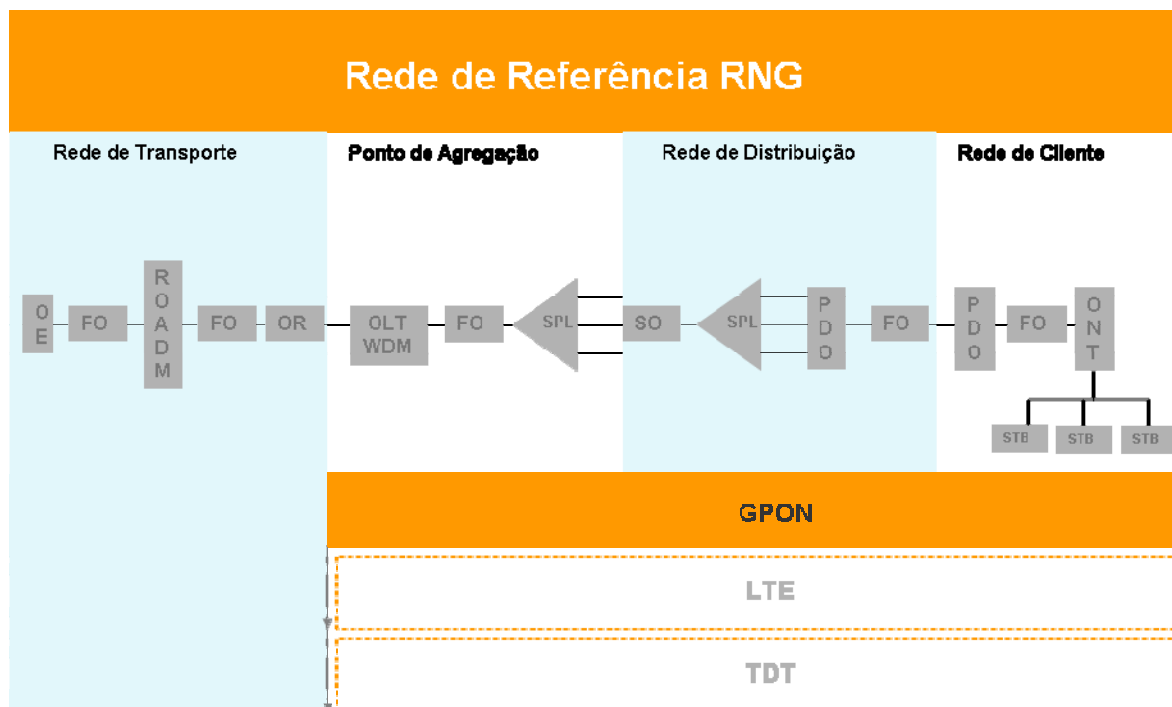 Rede de Referência RNG
Rede de Transporte
Ponto de Agregação
Rede de Distribuição
Rede de Cliente
O
E
FO
R
O
A
D
M
FO
OR
OLT
WDM
FO
SPL
SO
SPL
P
D
O
FO
P
D
O
FO
O
N
T
STB
STB
STB
GPON
LTE
TDT